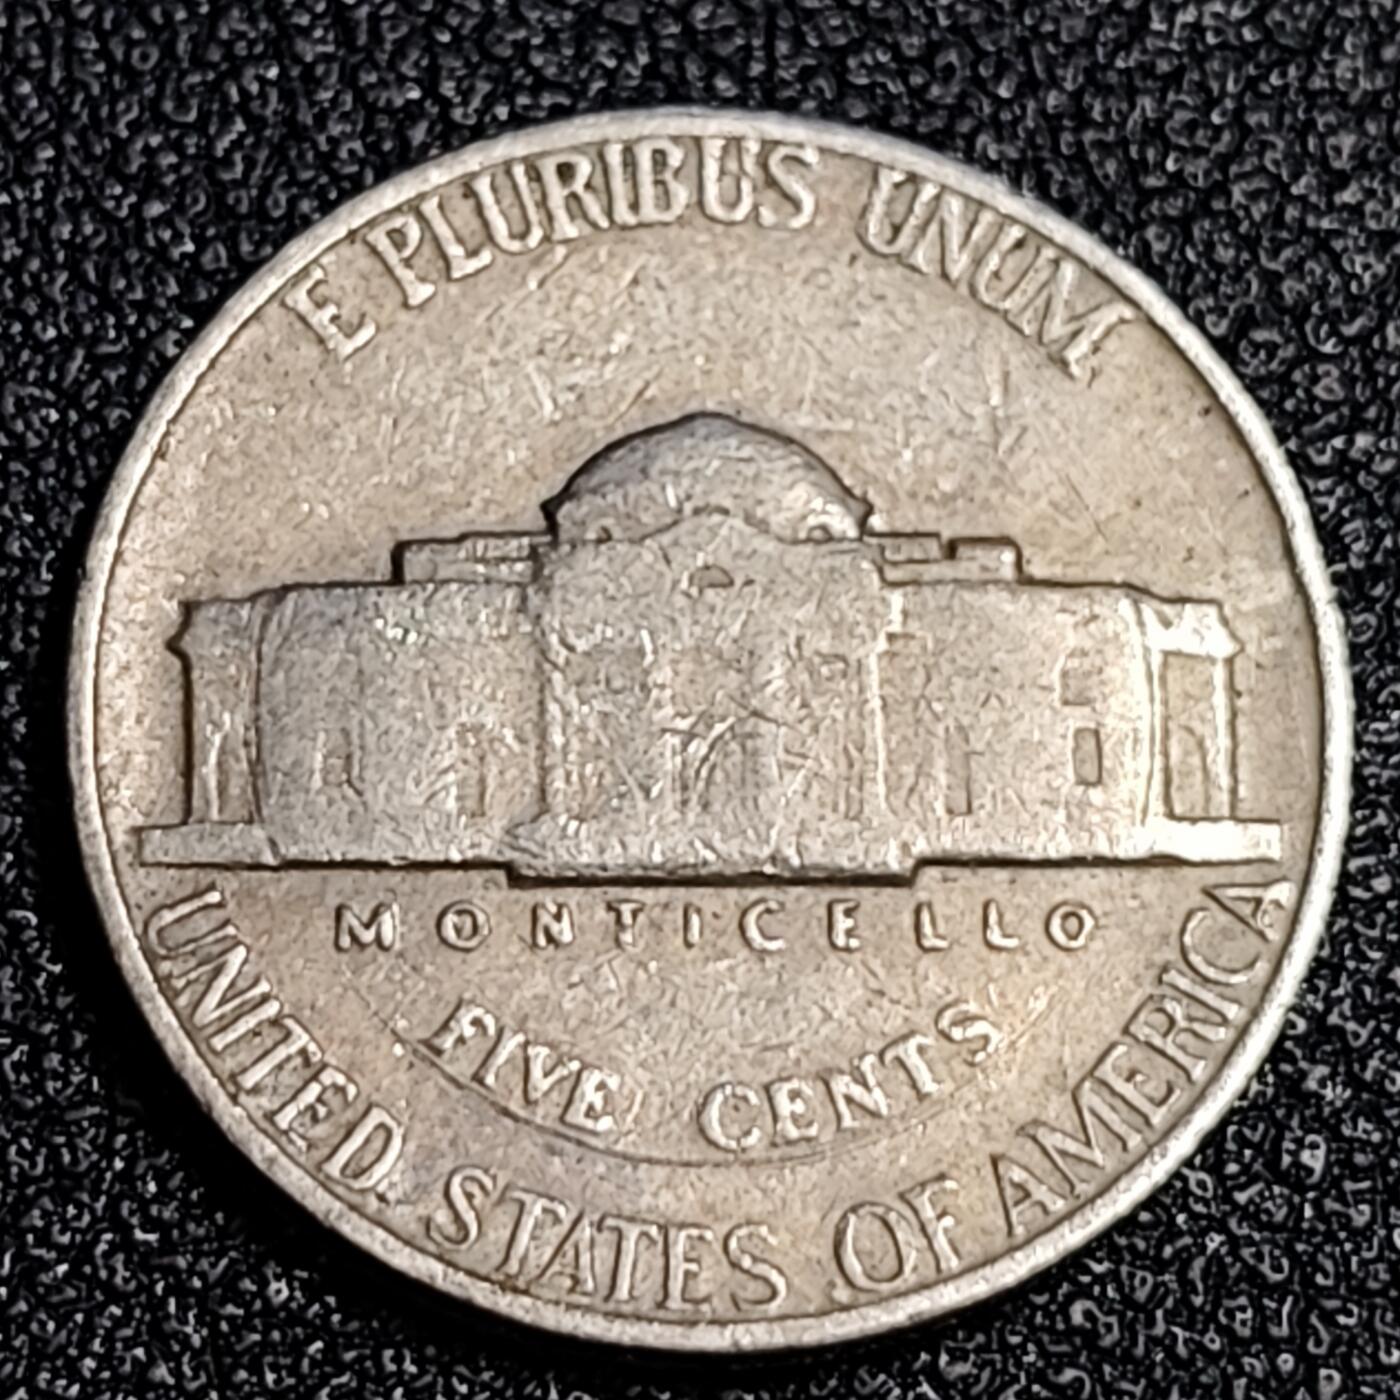 E PLURIBUS UNUM
MONTICELLO
FIVE CENTS
UNITED STATES OF AMERICA